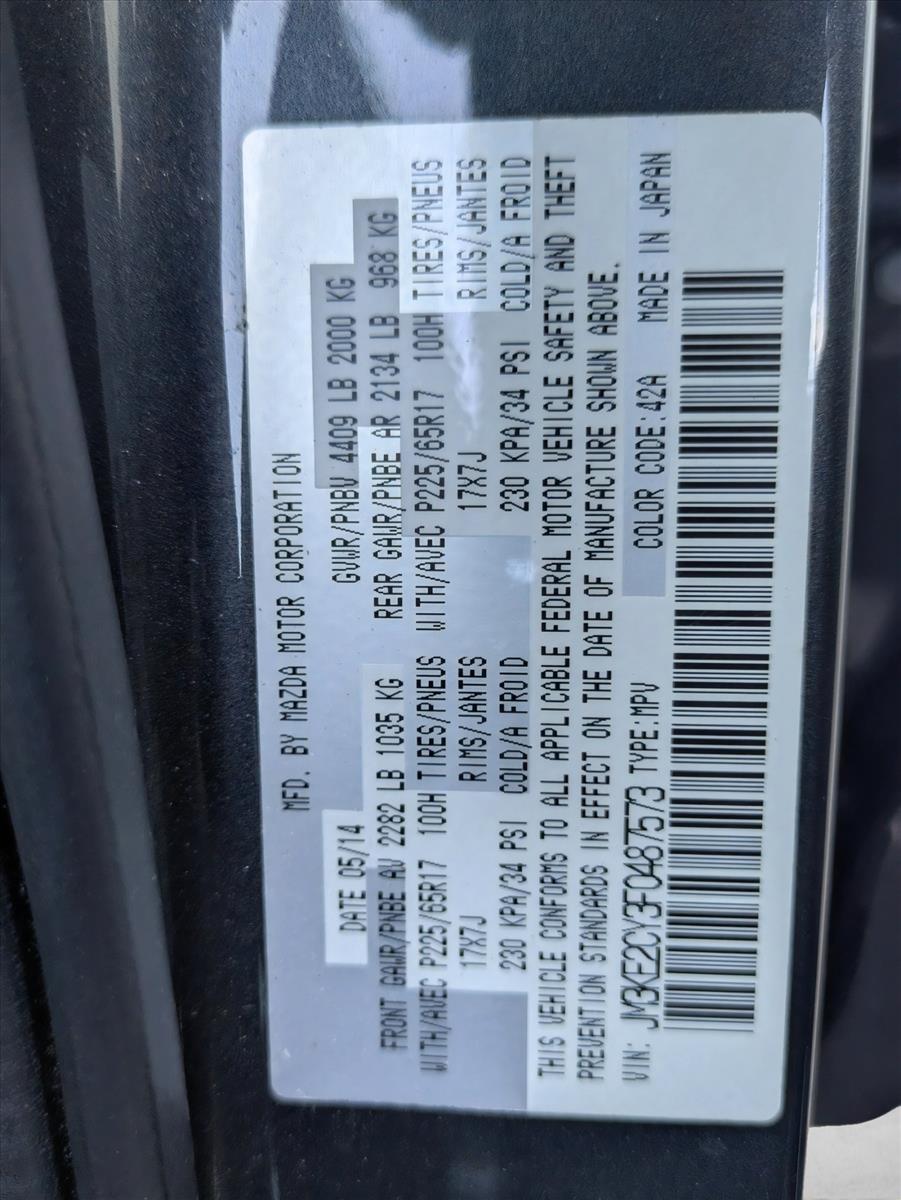 MFD. BY MAZDA MOTOR CORPORATION
DATE 05/14 GVWR/PNBV 4409 LB 2000 KG
FRONT GAWR/PNBE AV 2282 LB 1035 KG REAR GAWR/PNBE AR 2134 LB 968 KG
WITH/AVEC P225/65R17 100H TIRES/PNEUS WITH/AVEC P225/65R17 100H TIRES/PNEUS
17X7J RIMS/JANTES 17X7J RIMS/JANTES
230 KPA/34 PSI COLD/A FROID 230 KPA/34 PSI COLD/A FROID
THIS VEHICLE CONFORMS TO ALL APPLICABLE FEDERAL MOTOR VEHICLE SAFETY AND THEFT
PREVENTION STANDARDS IN EFFECT ON THE DATE OF MANUFACTURE SHOWN ABOVE.
VIN: JM3KE2CY3F0487573 TYPE:MPV COLOR CODE:42A MADE IN JAPAN